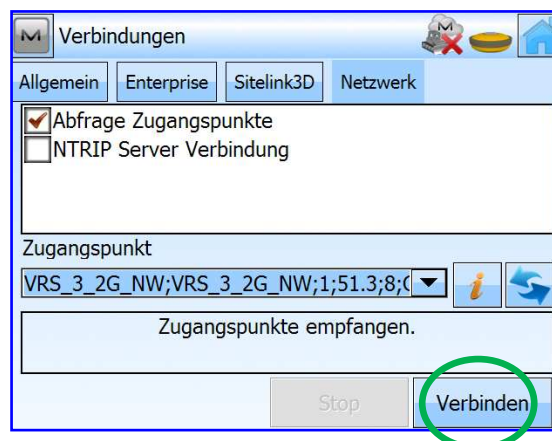 Verbindungen
Allgemein Enterprise Sitelink3D Netzwerk
Abfrage Zugangspunkte
NTRIP Server Verbindung
Zugangspunkt
VRS_3_2G_NW;VRS_3_2G_NW;1;51.3;8;
Zugangspunkte empfangen.
Stop Verbinden